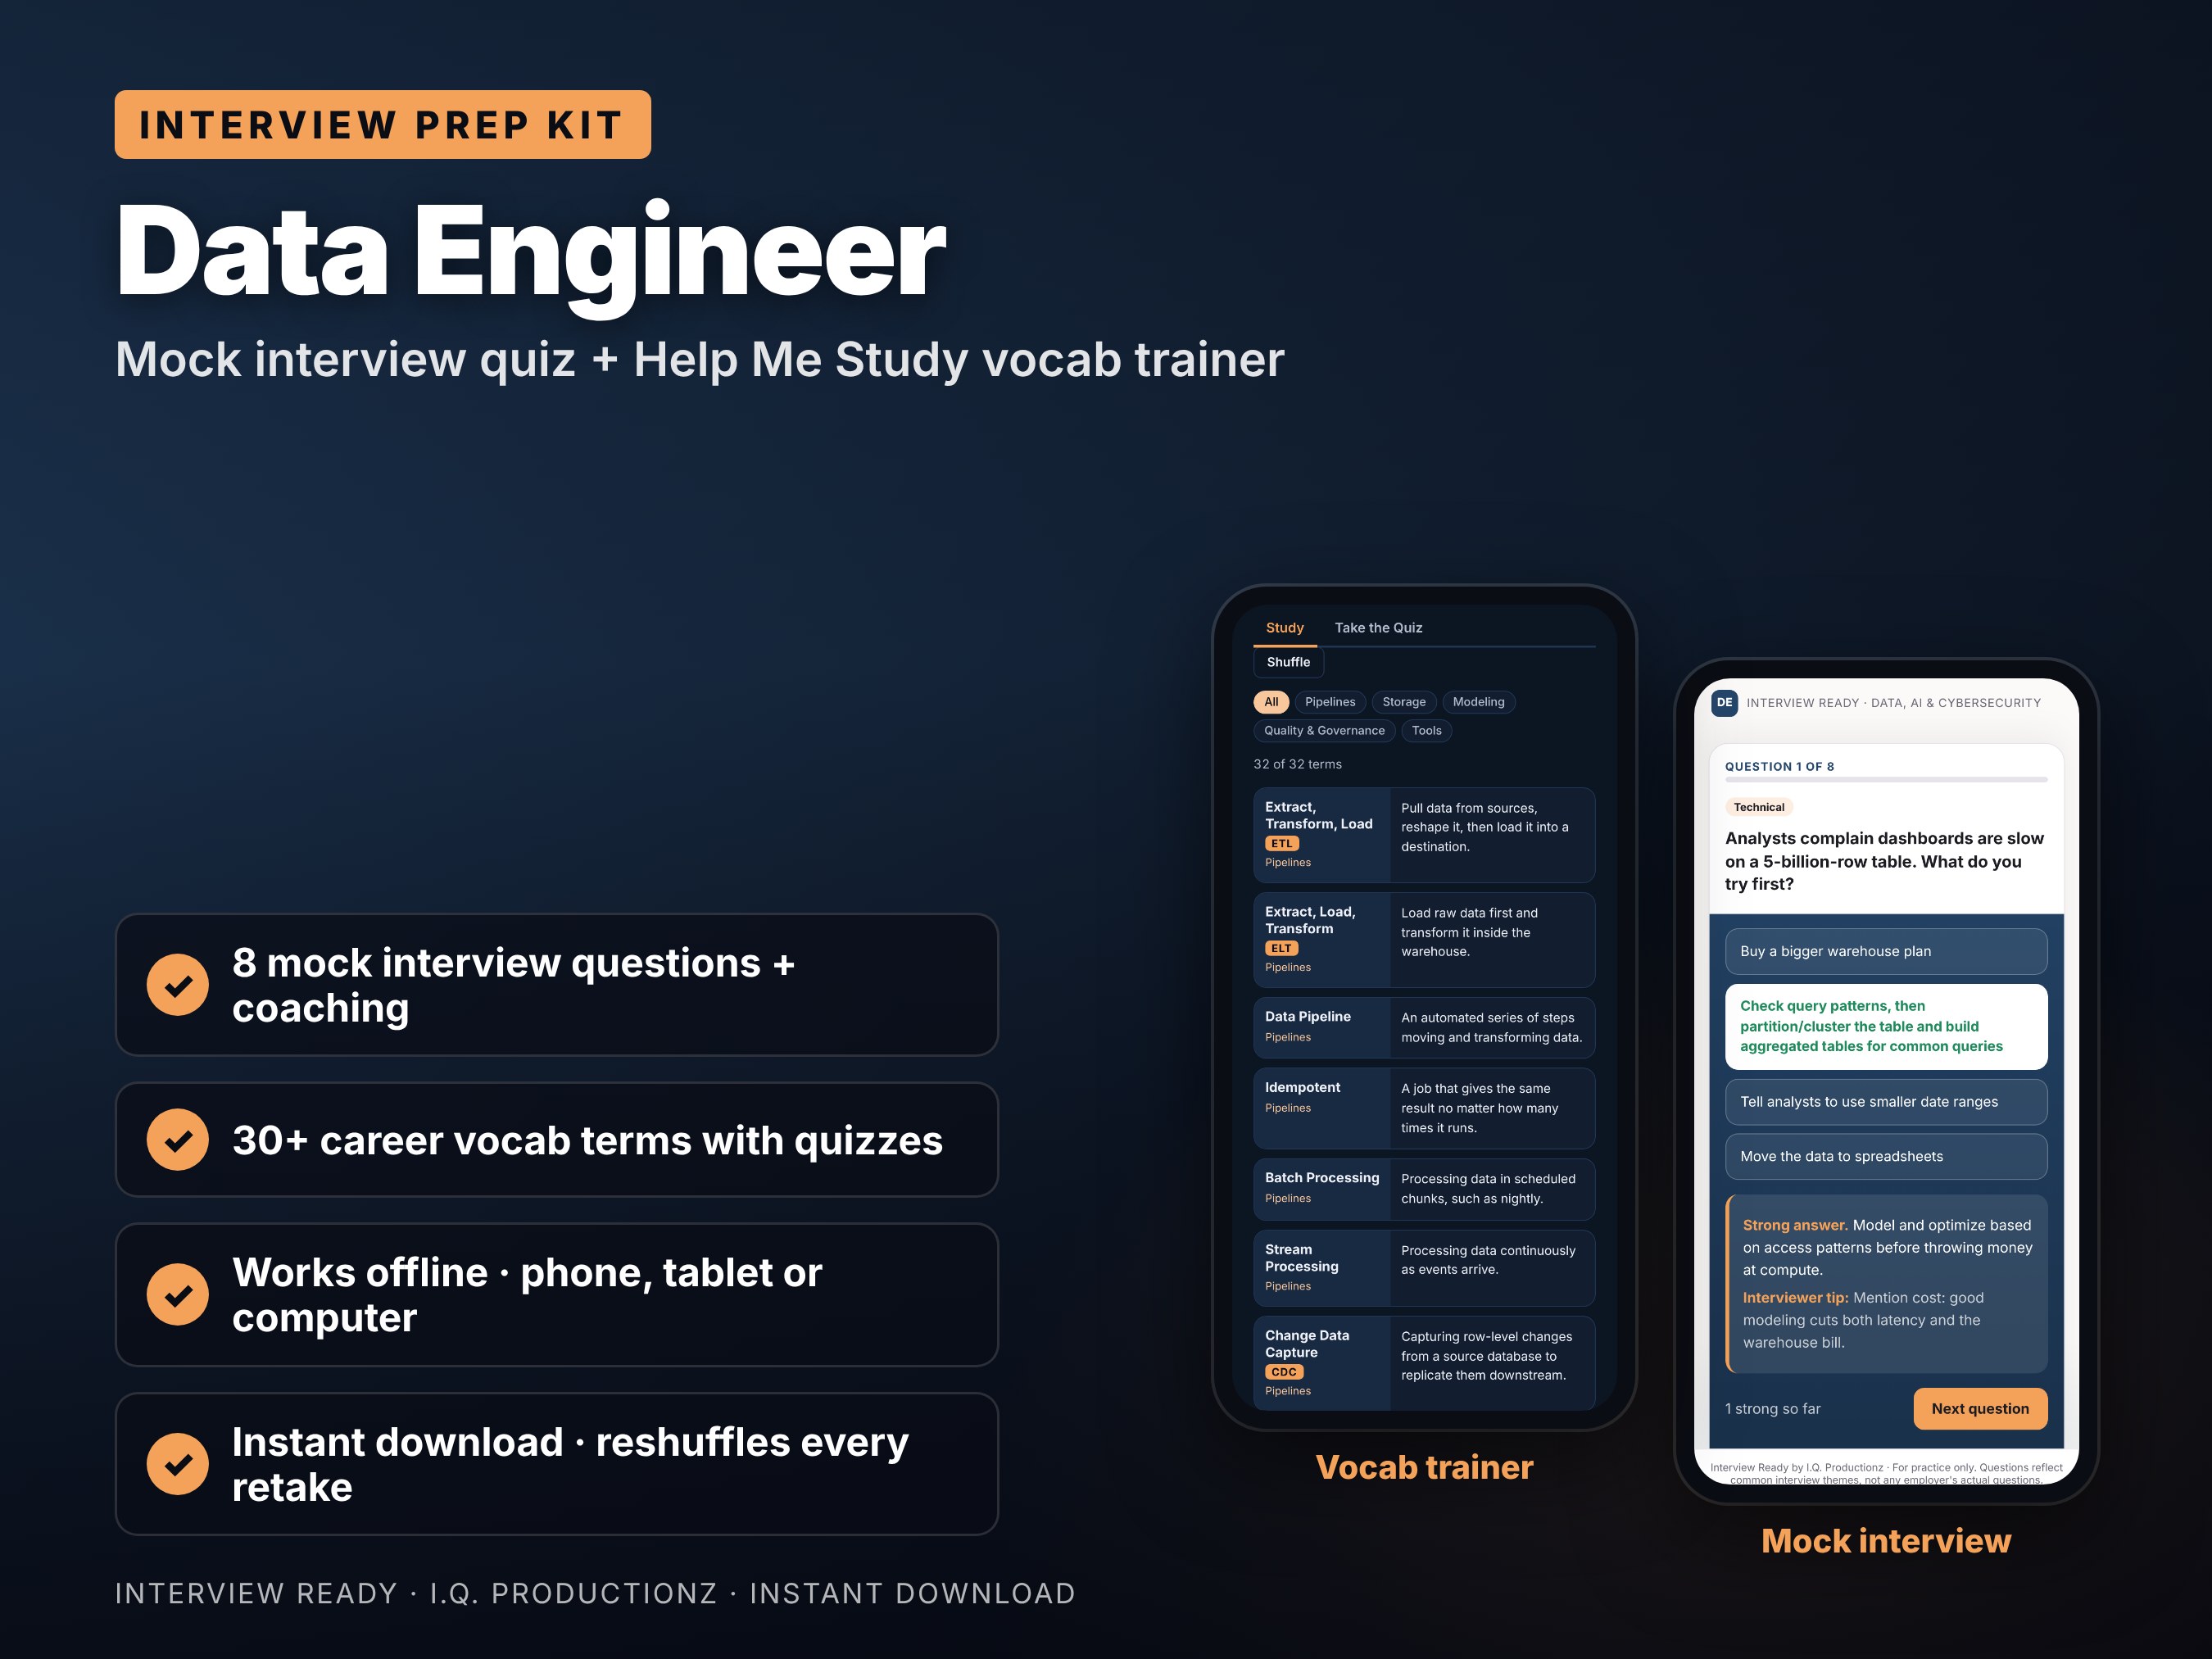 INTERVIEW PREP KIT
Data Engineer
Mock interview quiz + Help Me Study vocab trainer
8 mock interview questions +
coaching
30+ career vocab terms with quizzes
Works offline · phone, tablet or
computer
Instant download · reshuffles every
retake
INTERVIEW READY · I.Q. PRODUCTIONZ · INSTANT DOWNLOAD
Study Take the Quiz
Shuffle
All Pipelines Storage Modeling
Quality & Governance Tools
32 of 32 terms
Extract,
Transform, Load
ETL
Pipelines
Pull data from sources,
reshape it, then load it into a
destination.
Extract, Load,
Transform
ELT
Pipelines
Load raw data first and
transform it inside the
warehouse.
Data Pipeline
Pipelines
An automated series of steps
moving and transforming data.
Idempotent
Pipelines
A job that gives the same
result no matter how many
times it runs.
Batch Processing
Pipelines
Processing data in scheduled
chunks, such as nightly.
Stream
Processing
Pipelines
Processing data continuously
as events arrive.
Change Data
Capture
CDC
Pipelines
Capturing row-level changes
from a source database to
replicate them downstream.
Vocab trainer
DE INTERVIEW READY · DATA, AI & CYBERSECURITY
QUESTION 1 OF 8
Technical
Analysts complain dashboards are slow
on a 5-billion-row table. What do you
try first?
Buy a bigger warehouse plan
Check query patterns, then
partition/cluster the table and build
aggregated tables for common queries
Tell analysts to use smaller date ranges
Move the data to spreadsheets
Strong answer. Model and optimize based
on access patterns before throwing money
at compute.
Interviewer tip: Mention cost: good
modeling cuts both latency and the
warehouse bill.
1 strong so far
Next question
Interview Ready by I.Q. Productionz · For practice only. Questions reflect
common interview themes, not any employer's actual questions.
Mock interview